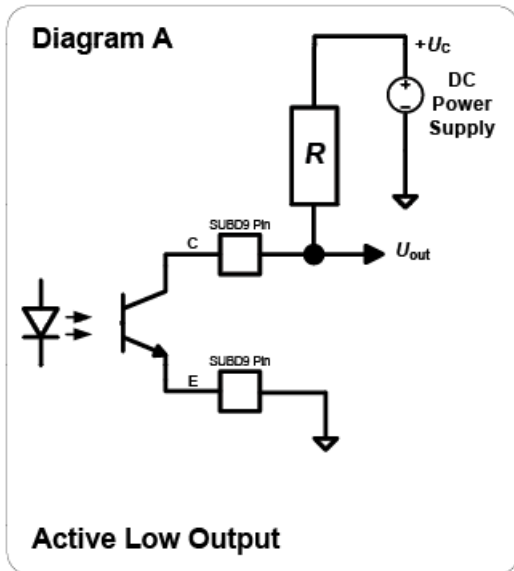 Diagram A
+UC
+
−
DC
Power
Supply
R
SUBD9 Pin
C
Uout
SUBD9 Pin
E
Active Low Output